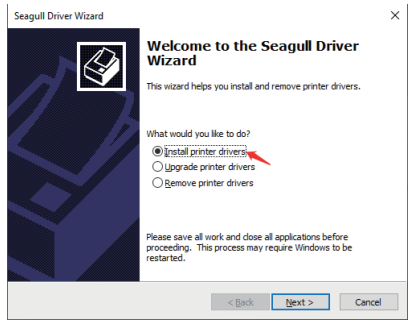 Seagull Driver Wizard
Welcome to the Seagull Driver
Wizard
This wizard helps you install and remove printer drivers.
What would you like to do?
Install printer drivers
Upgrade printer drivers
Remove printer drivers
Please save all work and close all applications before
proceeding. This process may require Windows to be
restarted.
< Back Next > Cancel